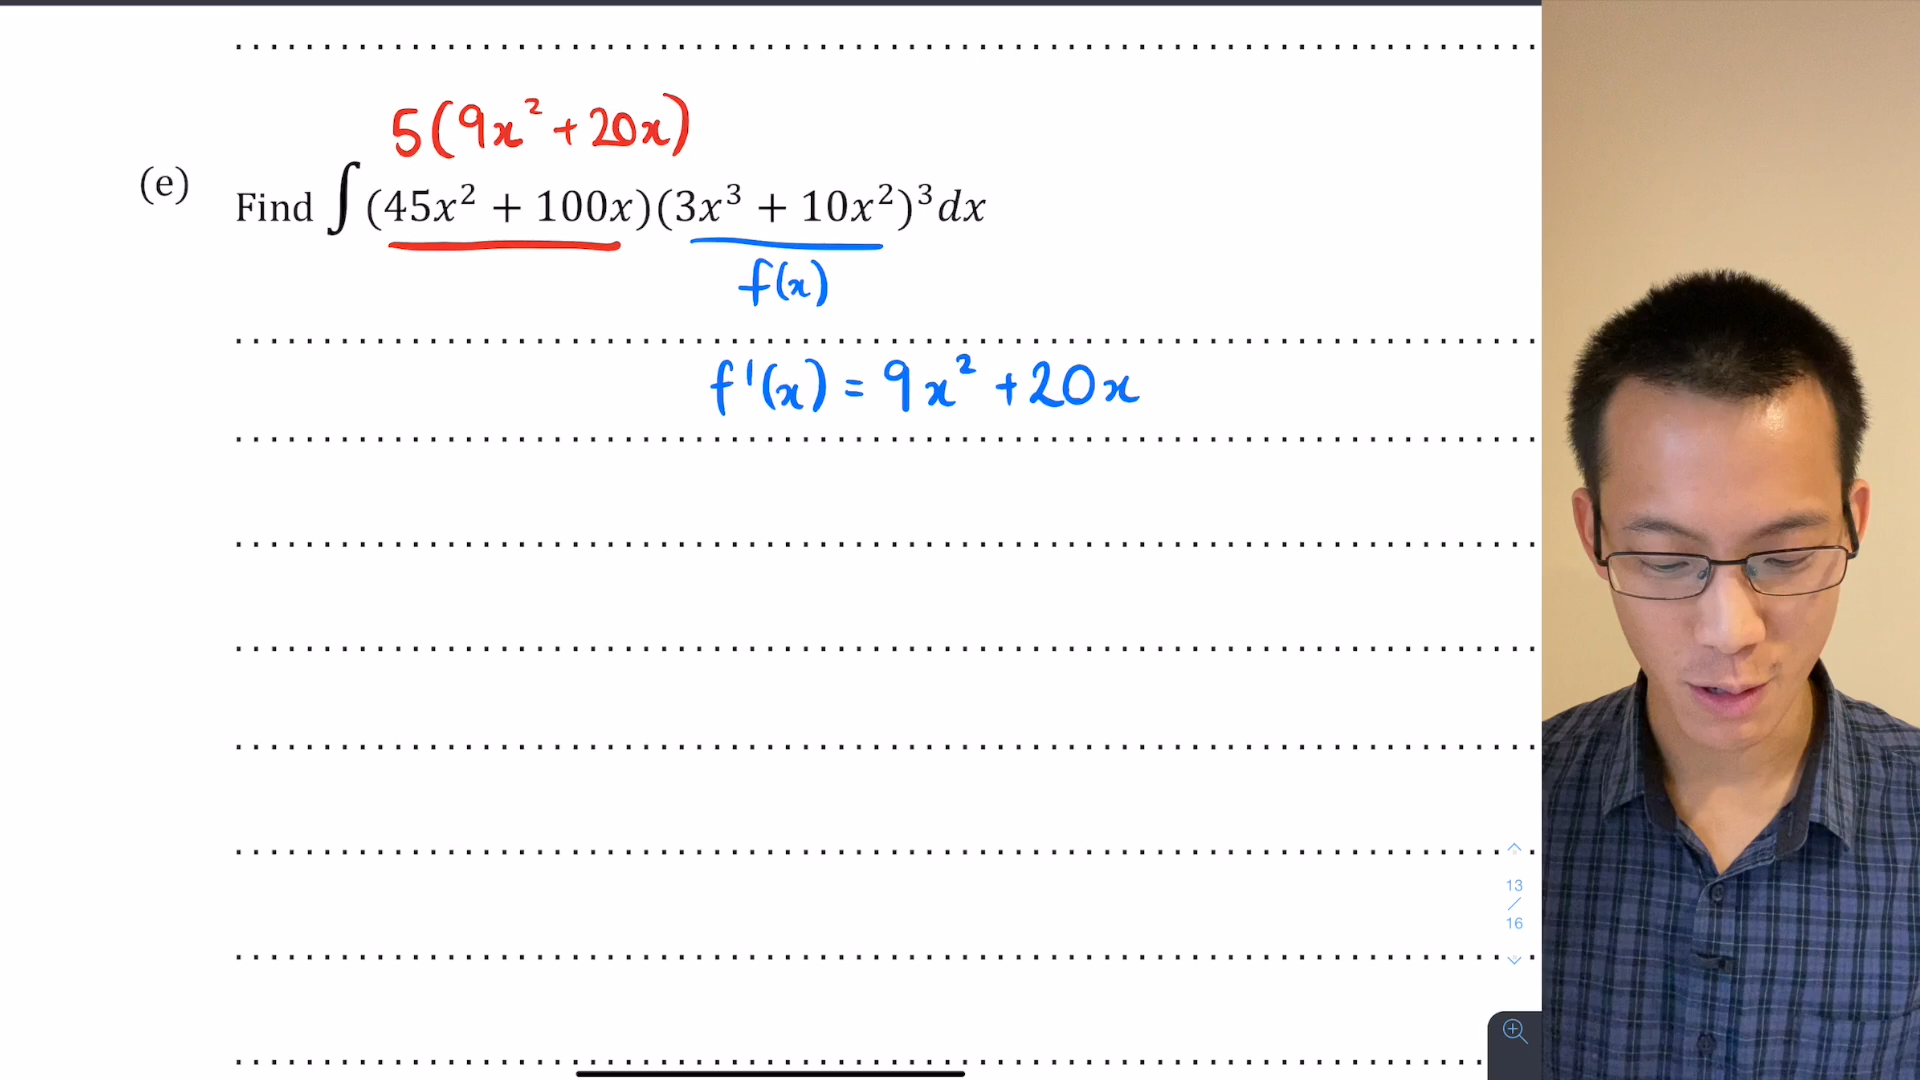 5(9x² + 20x)
(e) Find ∫ (45x² + 100x)(3x³ + 10x²)³dx
f(x)
f'(x) = 9x² + 20x
13
/
16